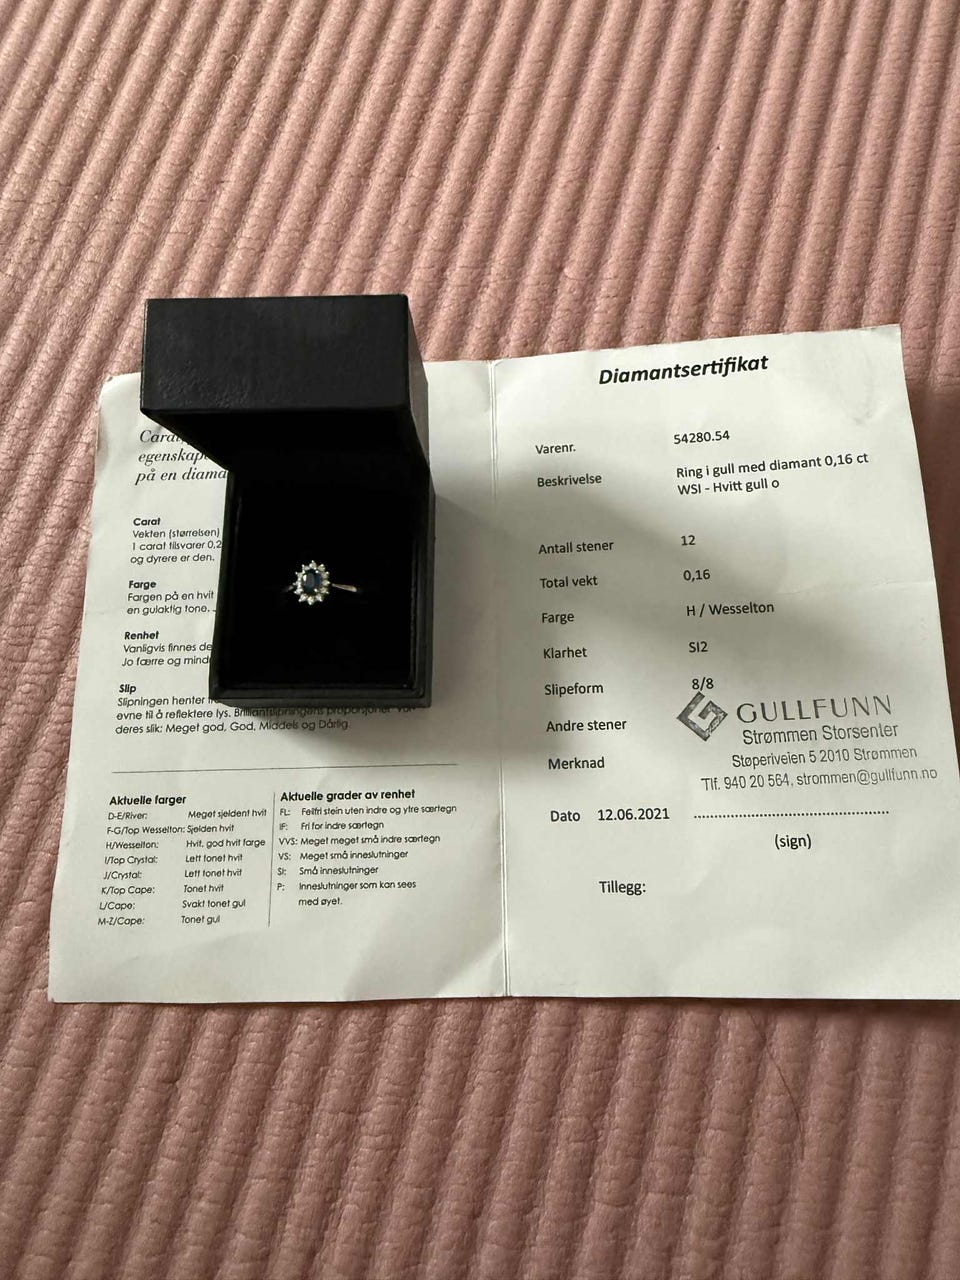 egenskap
på en diama
Carat
Vekten (størrelsen)
1 carat tilsvarer 0,2
og dyrere er den.
Farge
Fargen på en hvit
en gulaktig tone.
Renhet
Vanligvis finnes de
Jo færre og mind
Slip
Slipningen henter
evne til å reflektere lys. Brilliantslipningens proporsjoner
deres slik: Meget god, God, Middels og Dårlig.
Aktuelle farger
D-E/River: Meget sjeldent hvit
F-G/Top Wesselton: Sjelden hvit
H/Wesselton: Hvit, god hvit farge
I/Top Crystal: Lett tonet hvit
J/Crystal: Lett tonet hvit
K/Top Cape: Tonet hvit
L/Cape: Svakt tonet gul
M-Z/Cape: Tonet gul
Aktuelle grader av renhet
FL: Feilfri stein uten indre og ytre særtegn
IF: Fri for indre særtegn
VVS: Meget meget små indre særtegn
VS: Meget små inneslutninger
SI: Små inneslutninger
P: Inneslutninger som kan sees
med øyet.
Diamantsertifikat
Varenr. 54280.54
Beskrivelse Ring i gull med diamant 0,16 ct
WSI - Hvitt gull o
Antall stener 12
Total vekt 0,16
Farge H / Wesselton
Klarhet SI2
Slipeform 8/8
Andre stener
Merknad
GULLFUNN
Strømmen Storsenter
Støperiveien 5 2010 Strømmen
Tlf. 940 20 564, strommen@gullfunn.no
Dato 12.06.2021
(sign)
Tillegg: